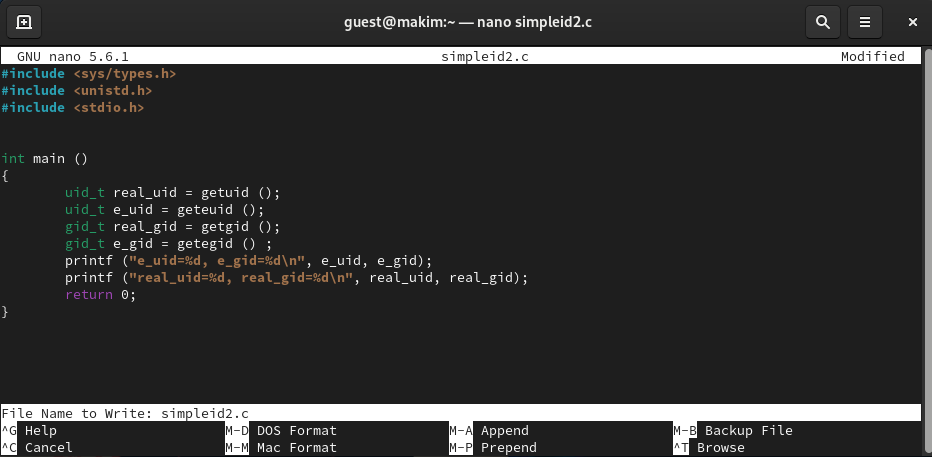 guest@makim:~ — nano simpleid2.c
GNU nano 5.6.1 simpleid2.c Modified
#include <sys/types.h>
#include <unistd.h>
#include <stdio.h>
int main ()
{
uid_t real_uid = getuid ();
uid_t e_uid = geteuid ();
gid_t real_gid = getgid ();
gid_t e_gid = getegid () ;
printf ("e_uid=%d, e_gid=%d\n", e_uid, e_gid);
printf ("real_uid=%d, real_gid=%d\n", real_uid, real_gid);
return 0;
}
File Name to Write: simpleid2.c
^G Help M-D DOS Format M-A Append M-B Backup File
^C Cancel M-M Mac Format M-P Prepend ^T Browse